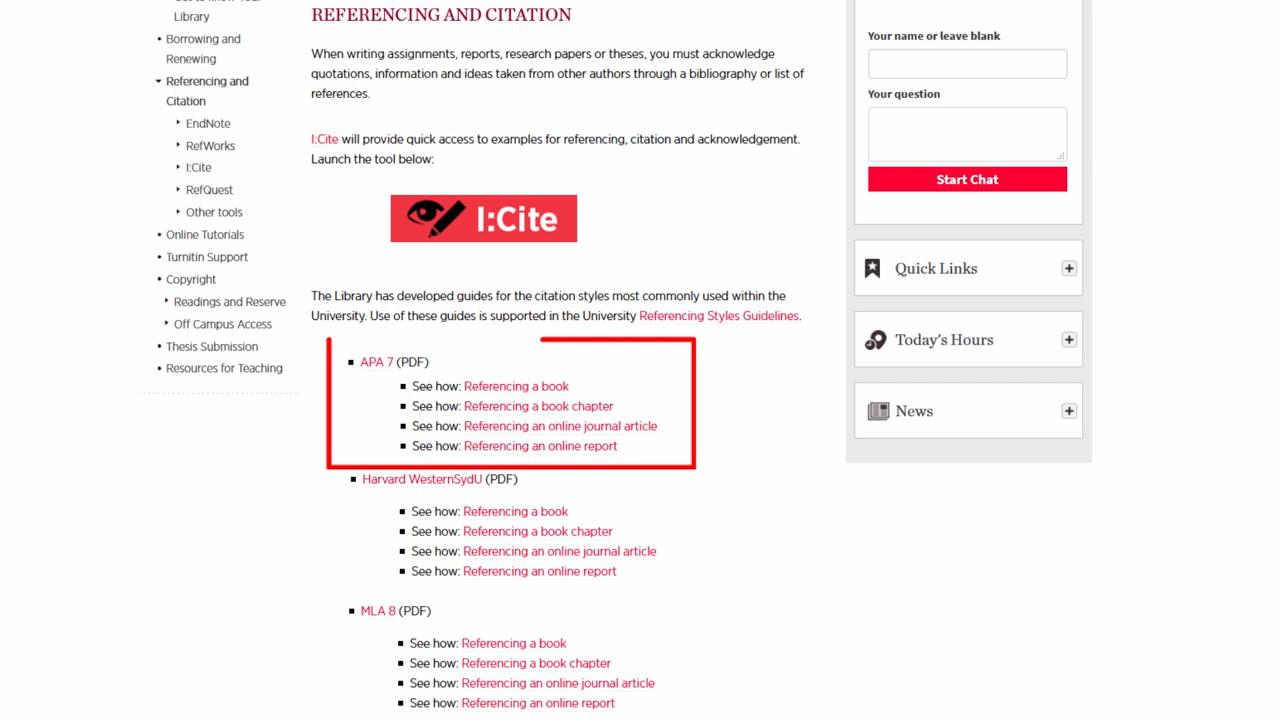 Library
• Borrowing and
Renewing
Referencing and
Citation
EndNote
RefWorks
I:Cite
RefQuest
Other tools
• Online Tutorials
• Turnitin Support
• Copyright
Readings and Reserve
Off Campus Access
• Thesis Submission
• Resources for Teaching
REFERENCING AND CITATION
When writing assignments, reports, research papers or theses, you must acknowledge
quotations, information and ideas taken from other authors through a bibliography or list of
references.
I:Cite will provide quick access to examples for referencing, citation and acknowledgement.
Launch the tool below:
I:Cite
The Library has developed guides for the citation styles most commonly used within the
University. Use of these guides is supported in the University Referencing Styles Guidelines.
▪ APA 7 (PDF)
▪ See how: Referencing a book
▪ See how: Referencing a book chapter
▪ See how: Referencing an online journal article
▪ See how: Referencing an online report
▪ Harvard WesternSydU (PDF)
▪ See how: Referencing a book
▪ See how: Referencing a book chapter
▪ See how: Referencing an online journal article
▪ See how: Referencing an online report
▪ MLA 8 (PDF)
▪ See how: Referencing a book
▪ See how: Referencing a book chapter
▪ See how: Referencing an online journal article
▪ See how: Referencing an online report
Your name or leave blank
Your question
Start Chat
Quick Links
Today's Hours
News